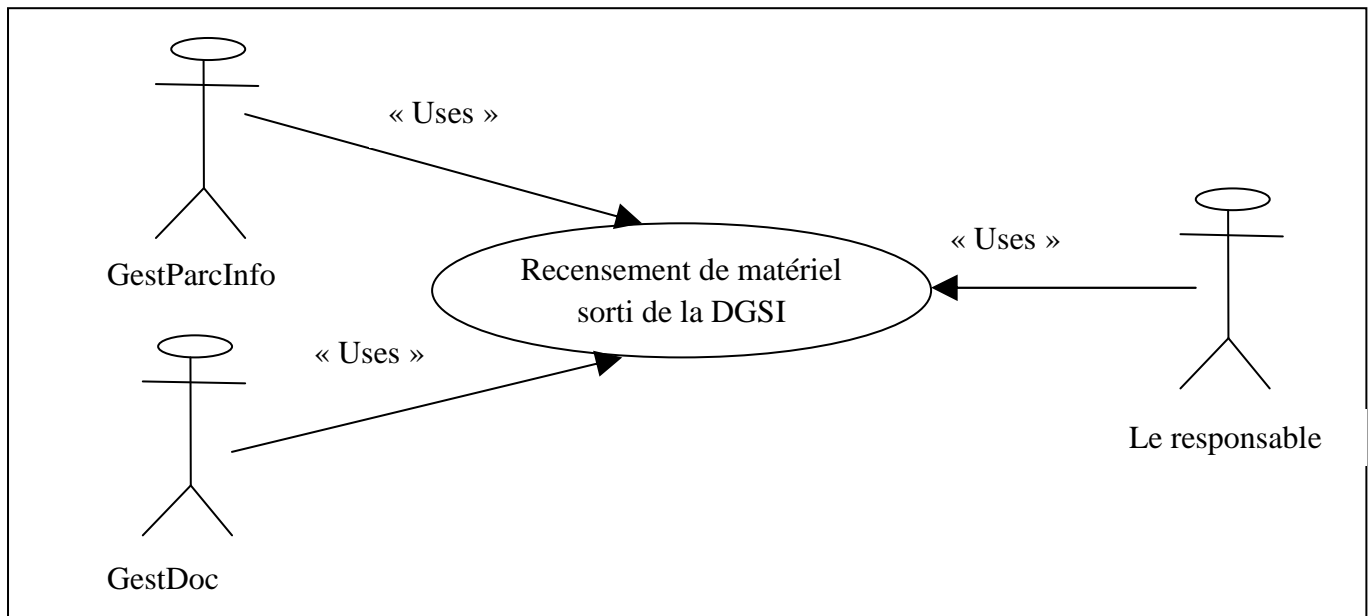 « Uses »
GestParcInfo
« Uses »
Recensement de matériel
sorti de la DGSI
« Uses »
Le responsable
GestDoc